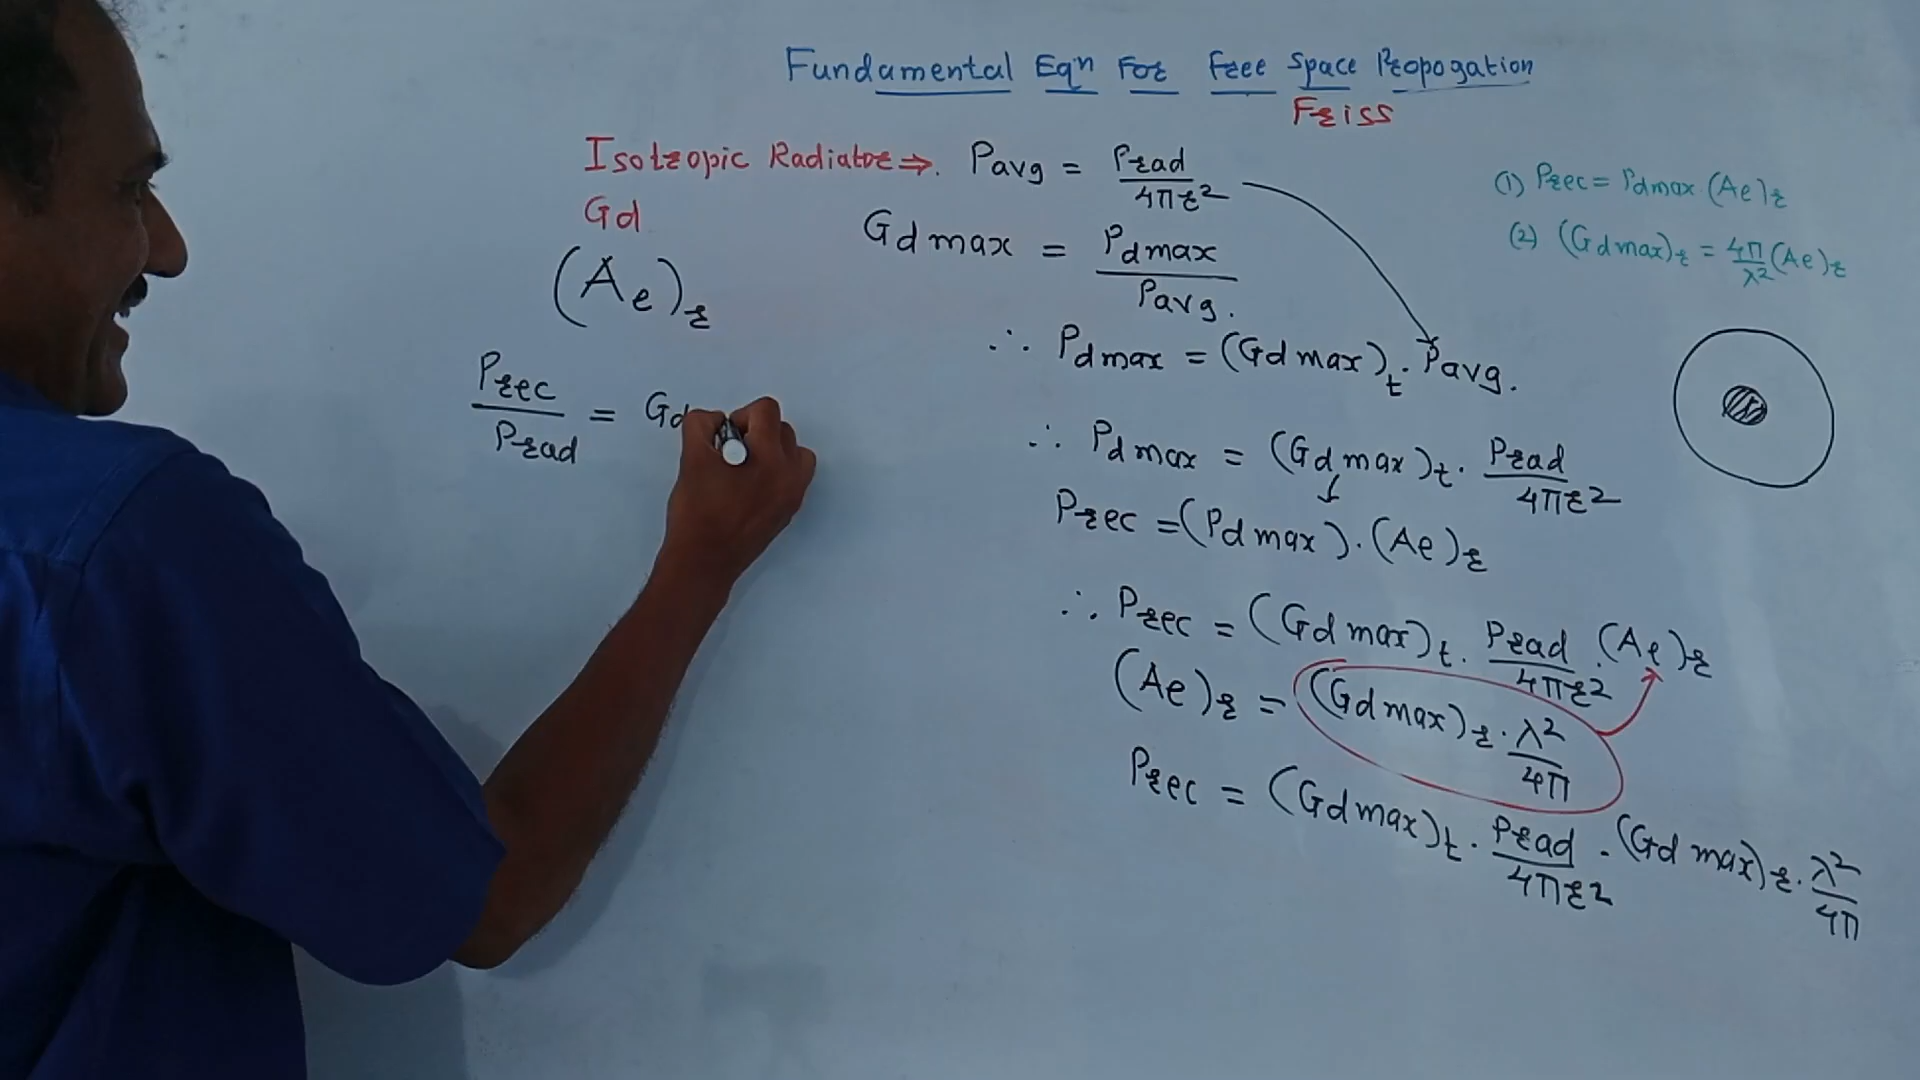 Fundamental Eqn For Free Space Propogation
Friss
Isotropic Radiator ⇒. Pavg = Prad / 4πr²
Gd
(Ae)r
Prec / Prad = Gd
Gd max = Pd max / Pavg.
∴ Pd max = (Gd max)t . Pavg.
∴ Pd max = (Gd max)t . Prad / 4πr²
Prec = (Pd max) . (Ae)r
∴ Prec = (Gd max)t . Prad / 4πr² . (Ae)r
(Ae)r = (Gd max)r . λ² / 4π
Prec = (Gd max)t . Prad / 4πr² . (Gd max)r . λ² / 4π
(1) Prec = Pdmax (Ae)r
(2) (Gd max)r = 4π / λ² (Ae)r